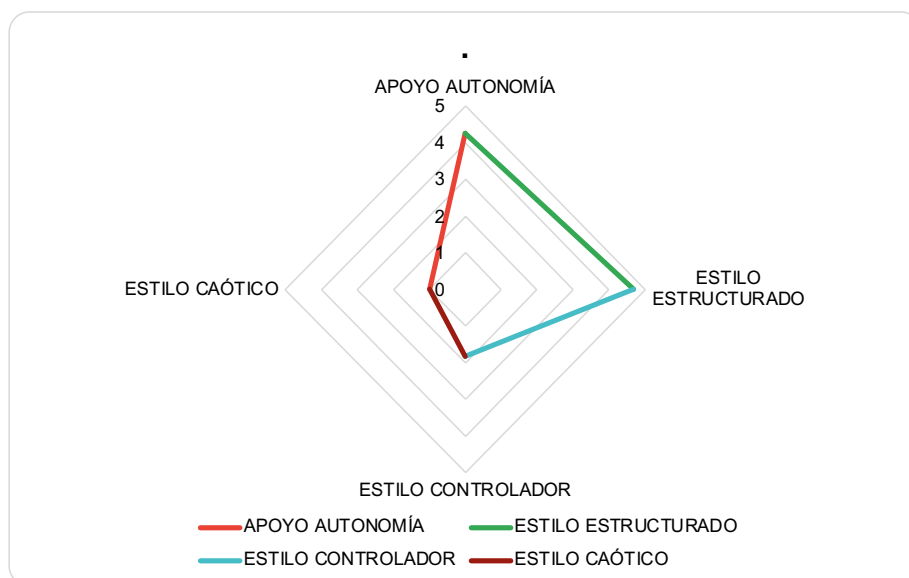 .
APOYO AUTONOMÍA
5
4
3
2
1
0
ESTILO CAÓTICO
ESTILO
ESTRUCTURADO
ESTILO CONTROLADOR
APOYO AUTONOMÍA
ESTILO ESTRUCTURADO
ESTILO CONTROLADOR
ESTILO CAÓTICO